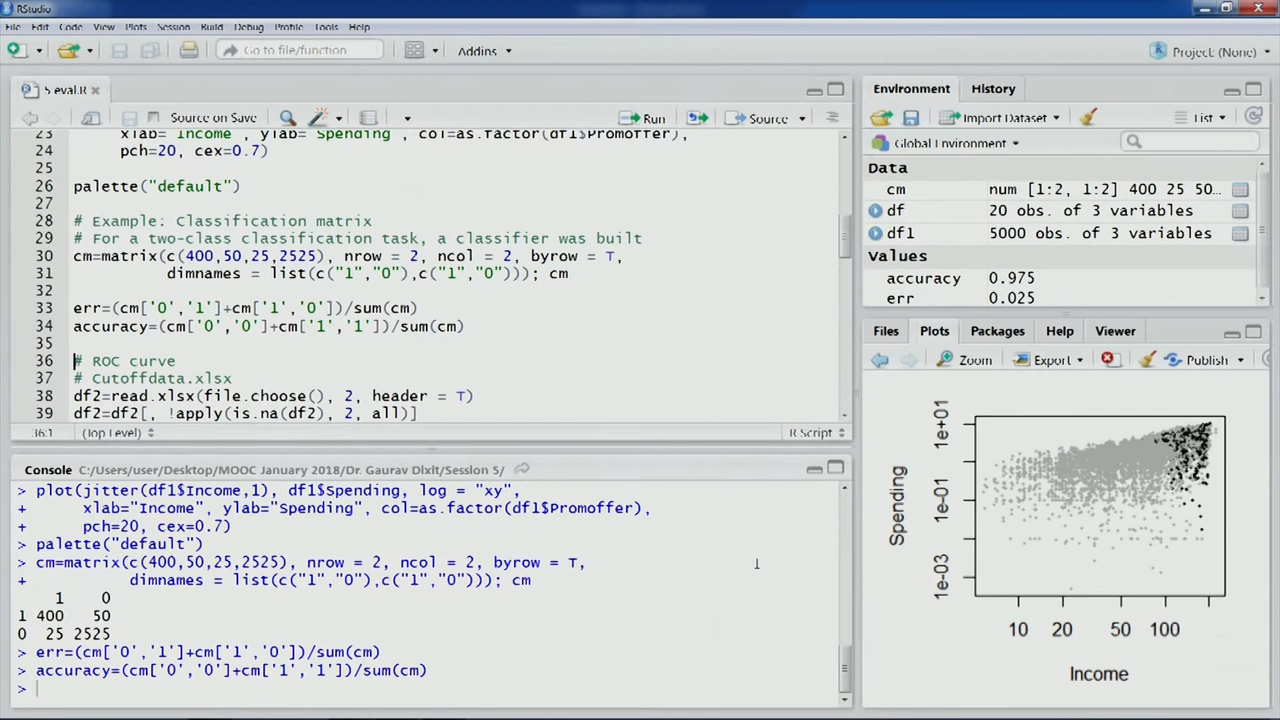 RStudio
File Edit Code View Plots Session Build Debug Profile Tools Help
Go to file/function
Addins
Project: (None)
5 eval.R
Source on Save
Run
Source
23 xlab="Income", ylab="Spending", col=as.factor(df1$Promoffer),
24 pch=20, cex=0.7)
25
26 palette("default")
27
28 # Example: Classification matrix
29 # For a two-class classification task, a classifier was built
30 cm=matrix(c(400,50,25,2525), nrow = 2, ncol = 2, byrow = T,
31 dimnames = list(c("1","0"),c("1","0"))); cm
32
33 err=(cm['0','1']+cm['1','0'])/sum(cm)
34 accuracy=(cm['0','0']+cm['1','1'])/sum(cm)
35
36 # ROC curve
37 # Cutoffdata.xlsx
38 df2=read.xlsx(file.choose(), 2, header = T)
39 df2=df2[, !apply(is.na(df2), 2, all)]
36:1 (Top Level) R Script
Console C:/Users/user/Desktop/MOOC January 2018/Dr. Gaurav Dixit/Session 5/
> plot(jitter(df1$Income,1), df1$Spending, log = "xy",
+ xlab="Income", ylab="Spending", col=as.factor(df1$Promoffer),
+ pch=20, cex=0.7)
> palette("default")
> cm=matrix(c(400,50,25,2525), nrow = 2, ncol = 2, byrow = T,
+ dimnames = list(c("1","0"),c("1","0"))); cm
1 0
1 400 50
0 25 2525
> err=(cm['0','1']+cm['1','0'])/sum(cm)
> accuracy=(cm['0','0']+cm['1','1'])/sum(cm)
>
Environment History
Import Dataset List
Global Environment
Data
cm num [1:2, 1:2] 400 25 50…
df 20 obs. of 3 variables
df1 5000 obs. of 3 variables
Values
accuracy 0.975
err 0.025
Files Plots Packages Help Viewer
Zoom Export Publish
Spending
1e+01
1e-01
1e-03
10 20 50 100
Income